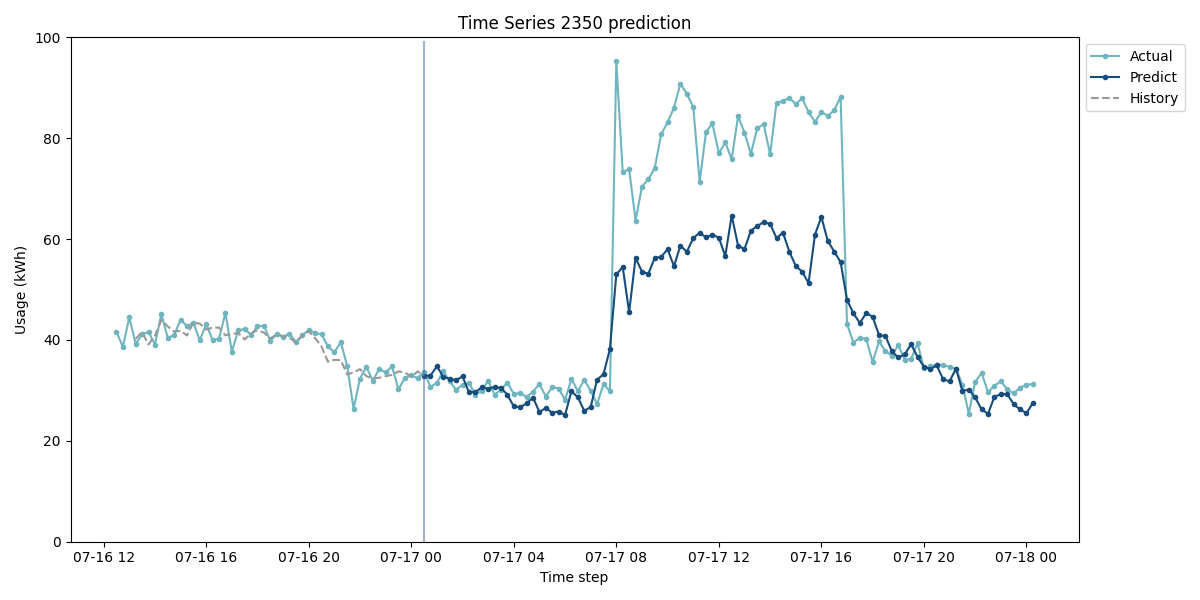 Time Series 2350 prediction
100
80
60
40
20
0
Usage (kWh)
07-16 12
07-16 16
07-16 20
07-17 00
07-17 04
07-17 08
07-17 12
07-17 16
07-17 20
07-18 00
Time step
Actual
Predict
History